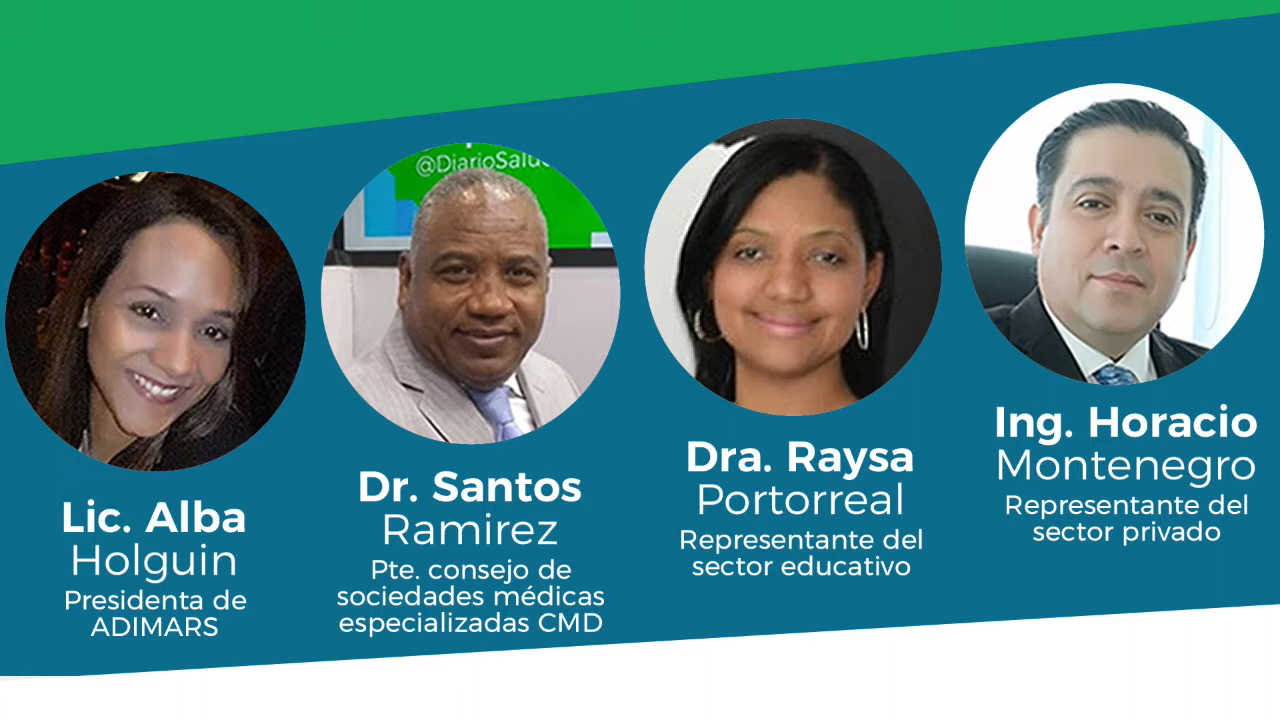 @DiarioSalud
Lic. Alba
Holguin
Presidenta de
ADIMARS
Dr. Santos
Ramirez
Pte. consejo de
sociedades médicas
especializadas CMD
Dra. Raysa
Portorreal
Representante del
sector educativo
Ing. Horacio
Montenegro
Representante del
sector privado